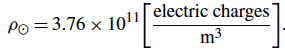 ρ⊙ = 3.76 × 10¹¹ [electric charges / m³].